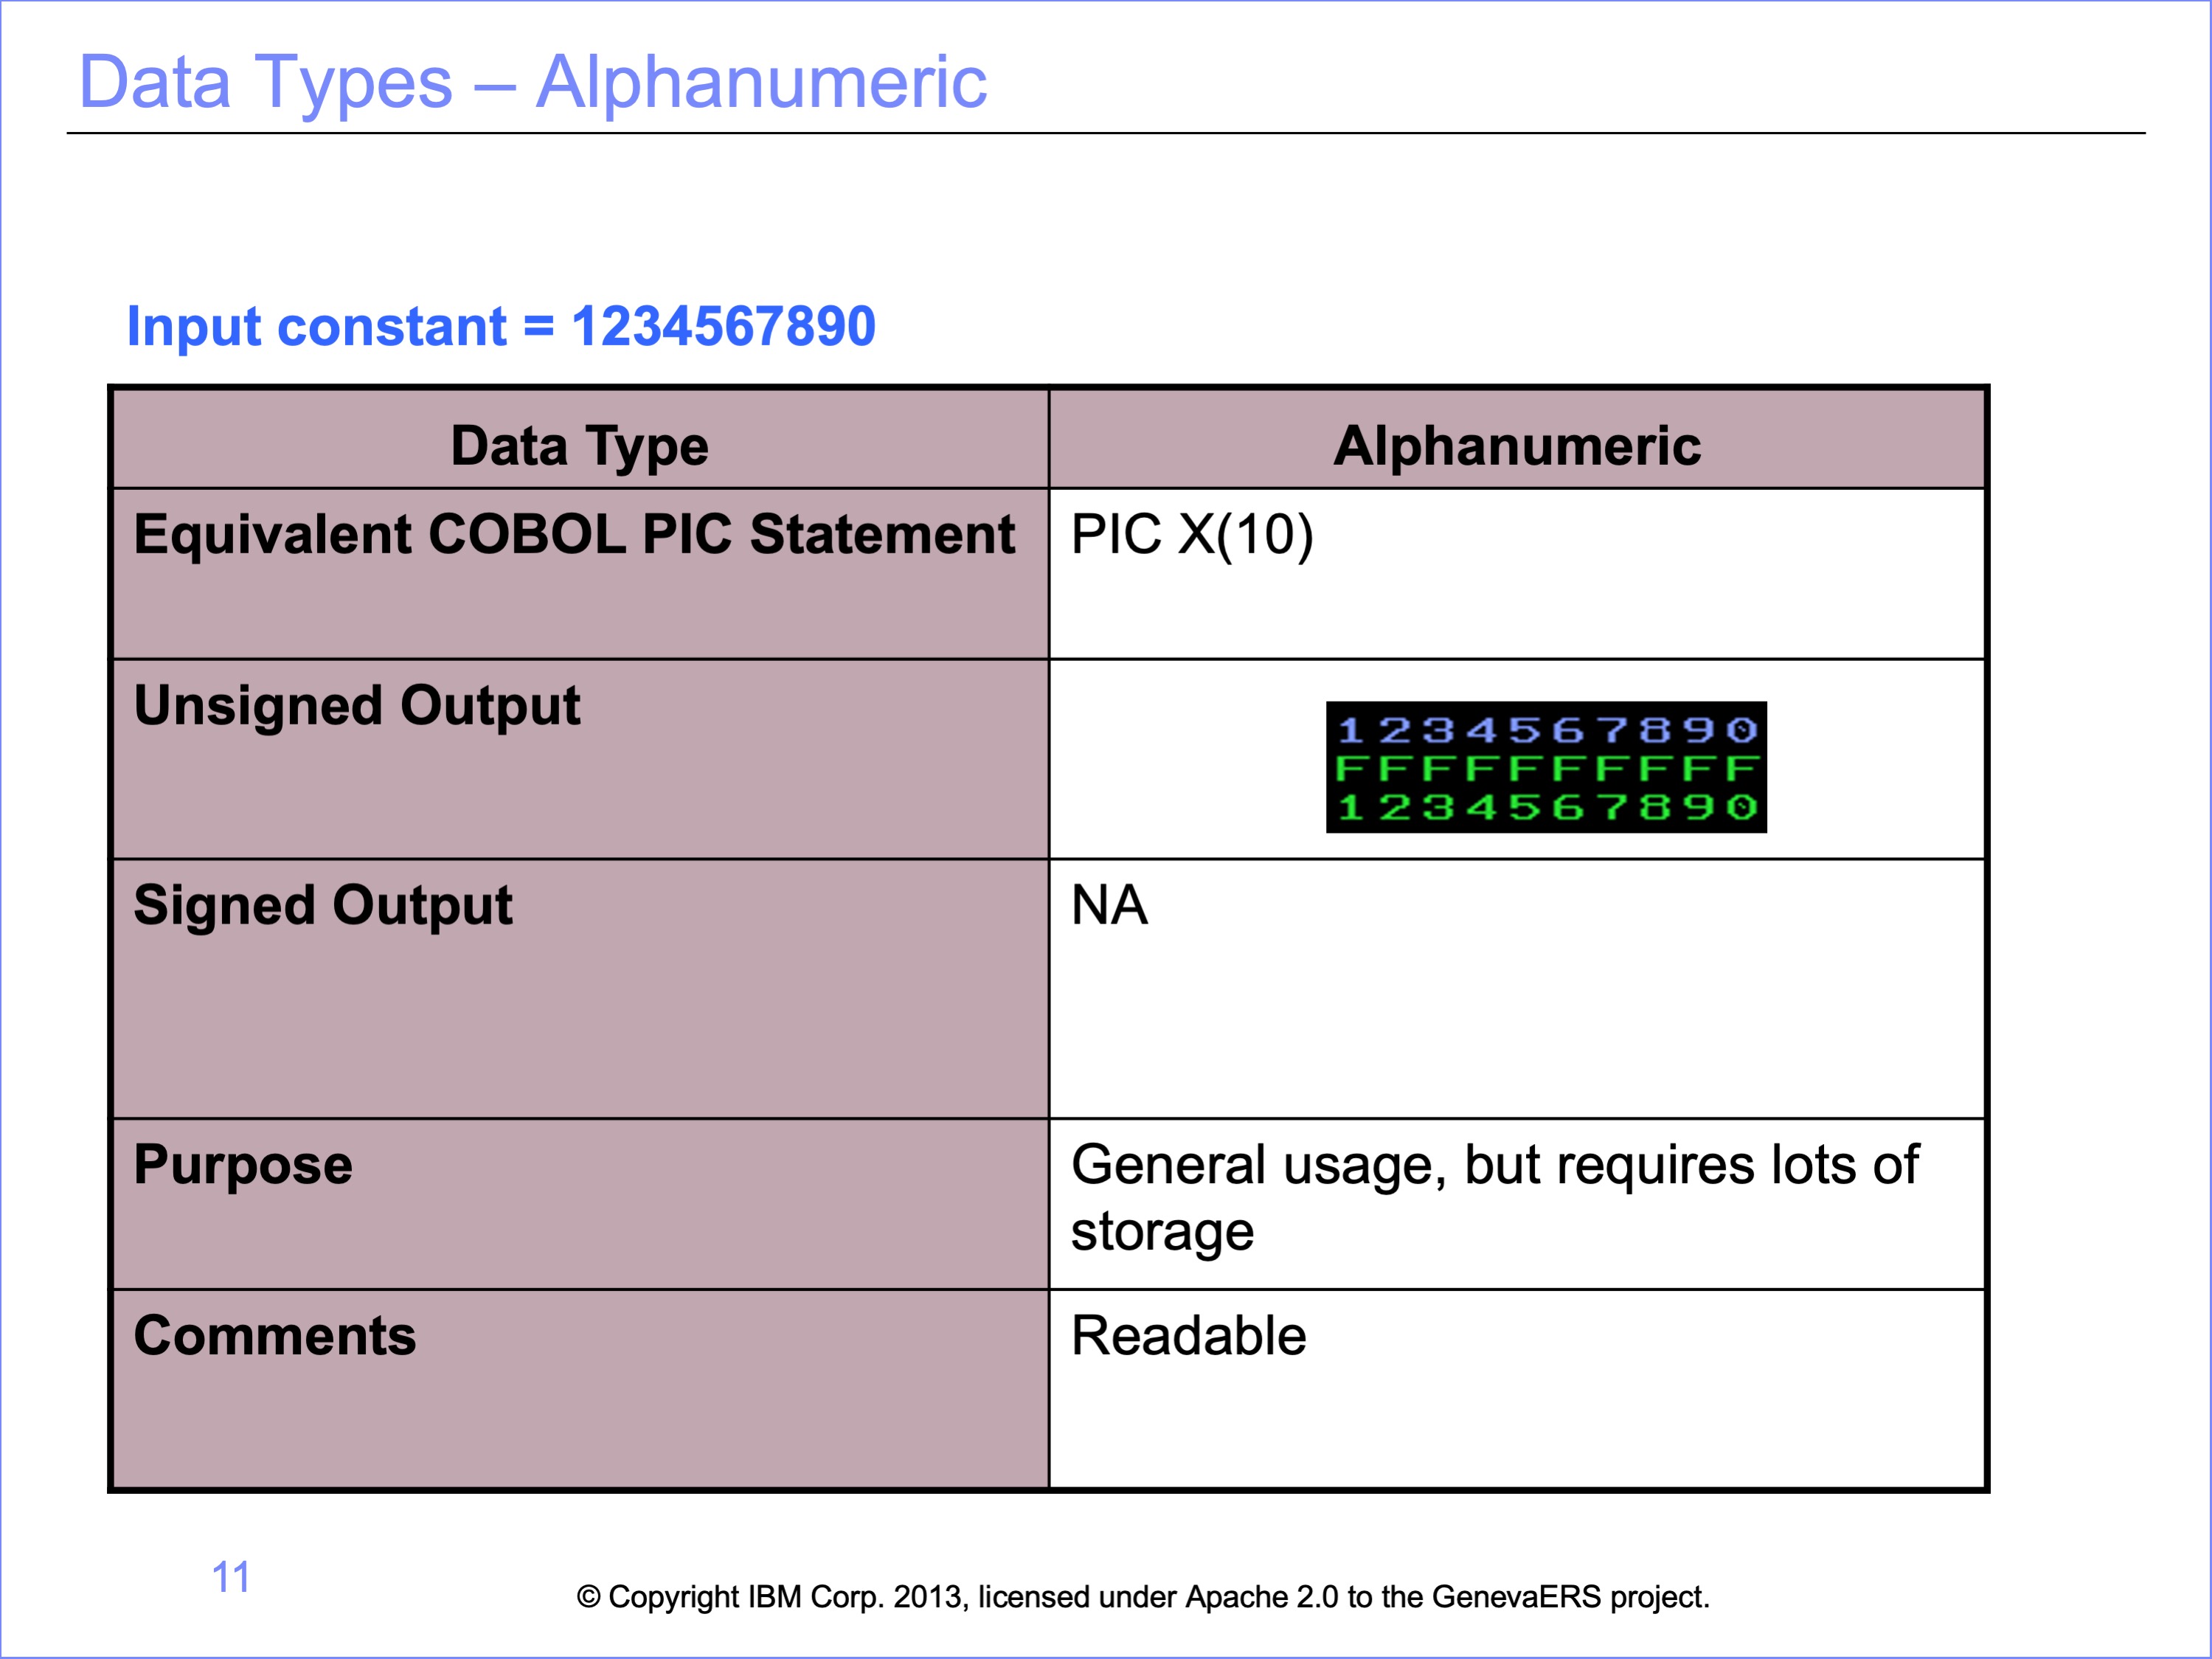 Data Types – Alphanumeric
Input constant = 1234567890
Data Type
Alphanumeric
Equivalent COBOL PIC Statement
PIC X(10)
Unsigned Output
1234567890
FFFFFFFFFF
1234567890
Signed Output
NA
Purpose
General usage, but requires lots of
storage
Comments
Readable
11
© Copyright IBM Corp. 2013, licensed under Apache 2.0 to the GenevaERS project.